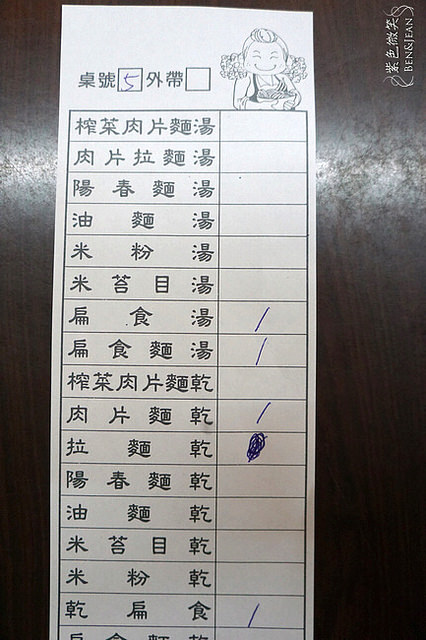 紫色微笑
BEN&JEAN
桌號 5 外帶
榨菜肉片麵湯
肉片拉麵湯
陽春麵湯
油麵湯
米粉湯
米苔目湯
扁食湯 /
扁食麵湯 /
榨菜肉片麵乾
肉片麵乾 /
拉麵乾
陽春麵乾
油麵乾
米苔目乾
米粉乾
乾扁食 /